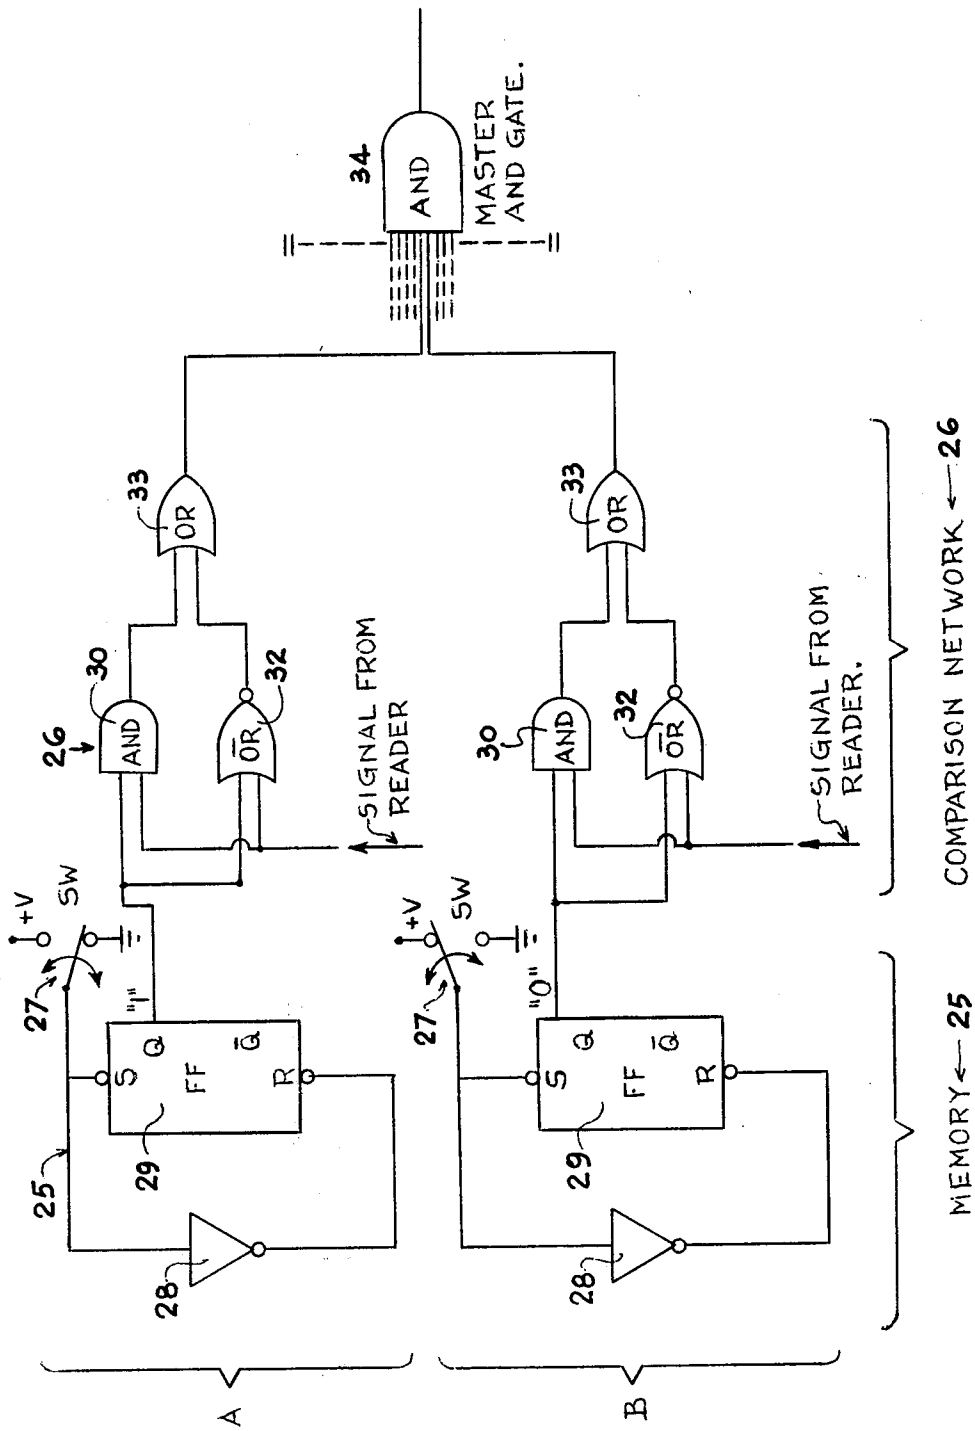 A
25
27
+V
SW
28
29
S
Q
"1"
FF
R
Q̅
26
30
AND
O̅R
32
SIGNAL FROM
READER
33
OR
34
AND
MASTER
AND GATE.
B
27
+V
SW
28
29
S
Q
"0"
FF
R
Q̅
30
AND
O̅R
32
SIGNAL FROM
READER.
33
OR
MEMORY 25
COMPARISON NETWORK 26